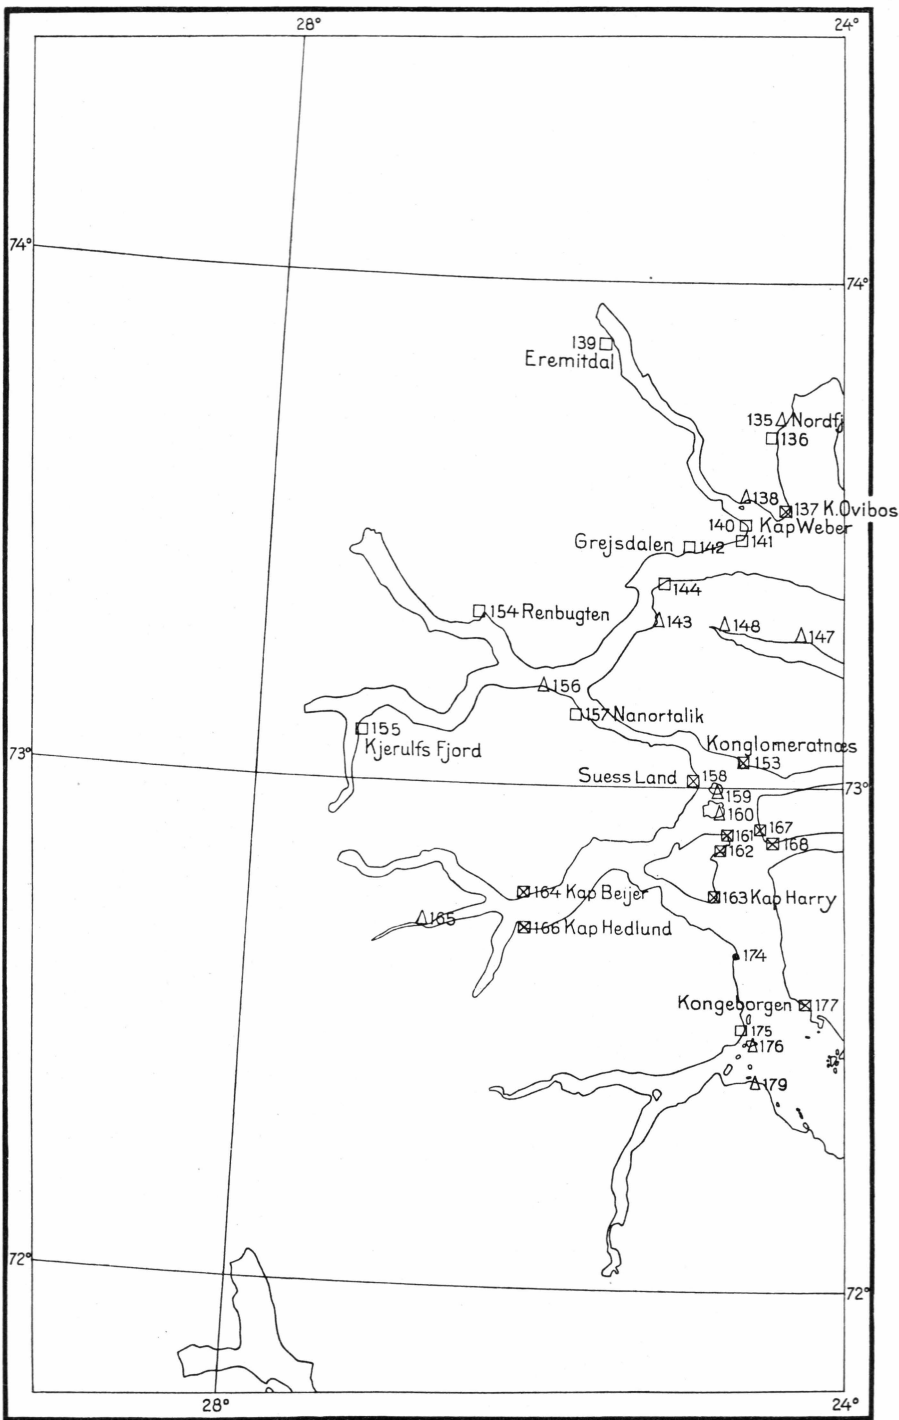 28° 24°
74°
74°
139
Eremitdal
135 Nordfj
136
138
137 K.Ovibos
140 Kap Weber
141
Grejsdalen 142
144
154 Renbugten
143 148 147
156
157 Nanortalik
155
Kjerulfs Fjord
Konglomeratnæs
153
73°
Suess Land 158
73°
159
160
161 167
162 168
164 Kap Beijer
163 Kap Harry
165
166 Kap Hedlund
174
Kongeborgen 177
175
176
179
72°
72°
28° 24°